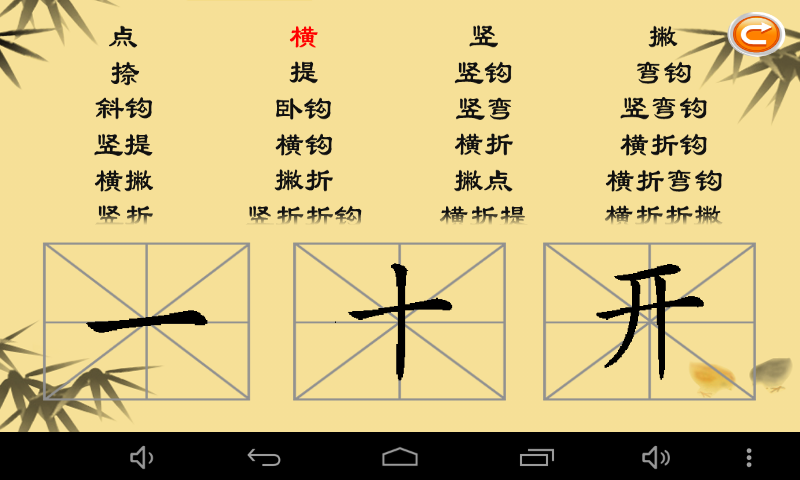 点 横 竖 撇
捺 提 竖钩 弯钩
斜钩 卧钩 竖弯 竖弯钩
竖提 横钩 横折 横折钩
横撇 撇折 撇点 横折弯钩
竖折 竖折折钩 横折提 横折折撇
一 十 开